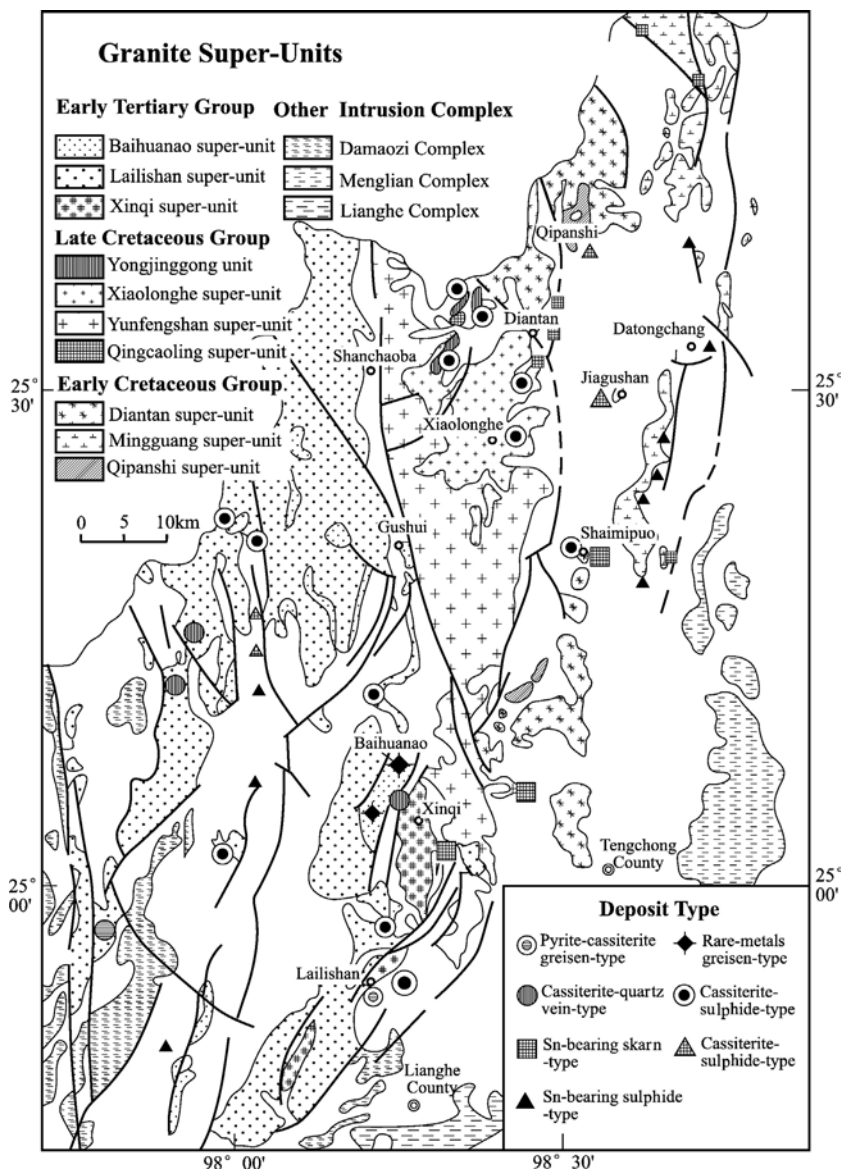 Granite Super-Units
Early Tertiary Group
Baihuanao super-unit
Lailishan super-unit
Xinqi super-unit
Late Cretaceous Group
Yongjinggong unit
Xiaolonghe super-unit
Yunfengshan super-unit
Qingcaoling super-unit
Early Cretaceous Group
Diantan super-unit
Mingguang super-unit
Qipanshi super-unit
Other Intrusion Complex
Damaozi Complex
Menglian Complex
Lianghe Complex
0 5 10km
Qipanshi
Diantan
Datongchang
Shanchaoba
Jiagushan
25°
30'
25°
30'
Xiaolonghe
Gushui
Shaimipuo
Baihuanao
Xinqi
Tengchong
County
25°
00'
25°
00'
Lailishan
Lianghe
County
Deposit Type
Pyrite-cassiterite
greisen-type
Rare-metals
greisen-type
Cassiterite-quartz
vein-type
Cassiterite-
sulphide-type
Sn-bearing skarn
-type
Cassiterite-
sulphide-type
Sn-bearing sulphide
-type
98° 00'
98° 30'